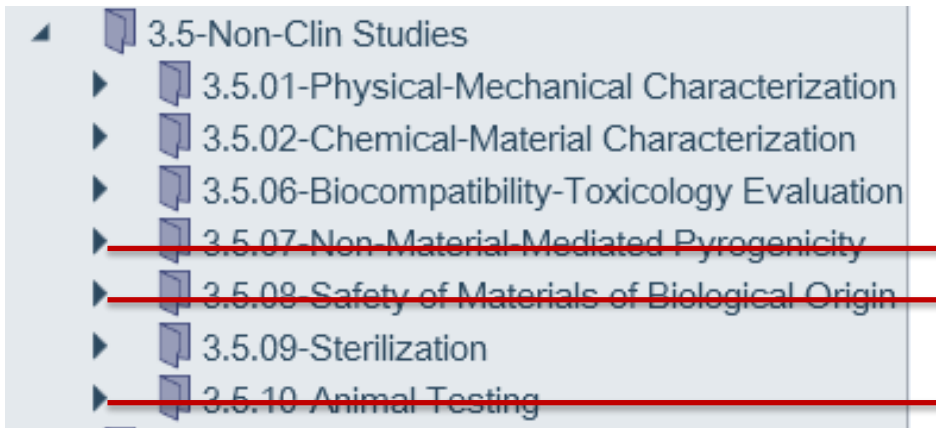 3.5-Non-Clin Studies
3.5.01-Physical-Mechanical Characterization
3.5.02-Chemical-Material Characterization
3.5.06-Biocompatibility-Toxicology Evaluation
3.5.07-Non-Material-Mediated Pyrogenicity
3.5.08-Safety of Materials of Biological Origin
3.5.09-Sterilization
3.5.10-Animal Testing